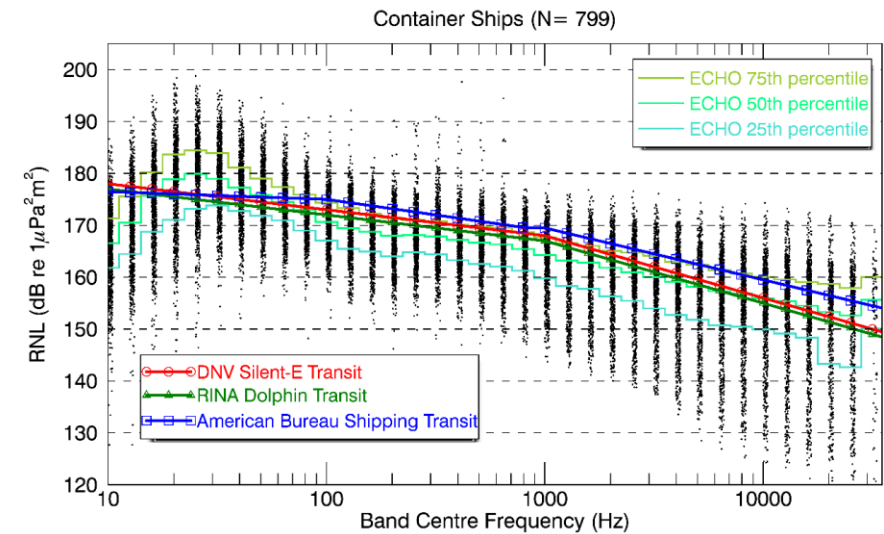 Container Ships (N= 799)
ECHO 75th percentile
ECHO 50th percentile
ECHO 25th percentile
200
190
180
170
160
150
140
130
120
RNL (dB re 1μPa²m²)
DNV Silent-E Transit
RINA Dolphin Transit
American Bureau Shipping Transit
10
100
1000
10000
Band Centre Frequency (Hz)